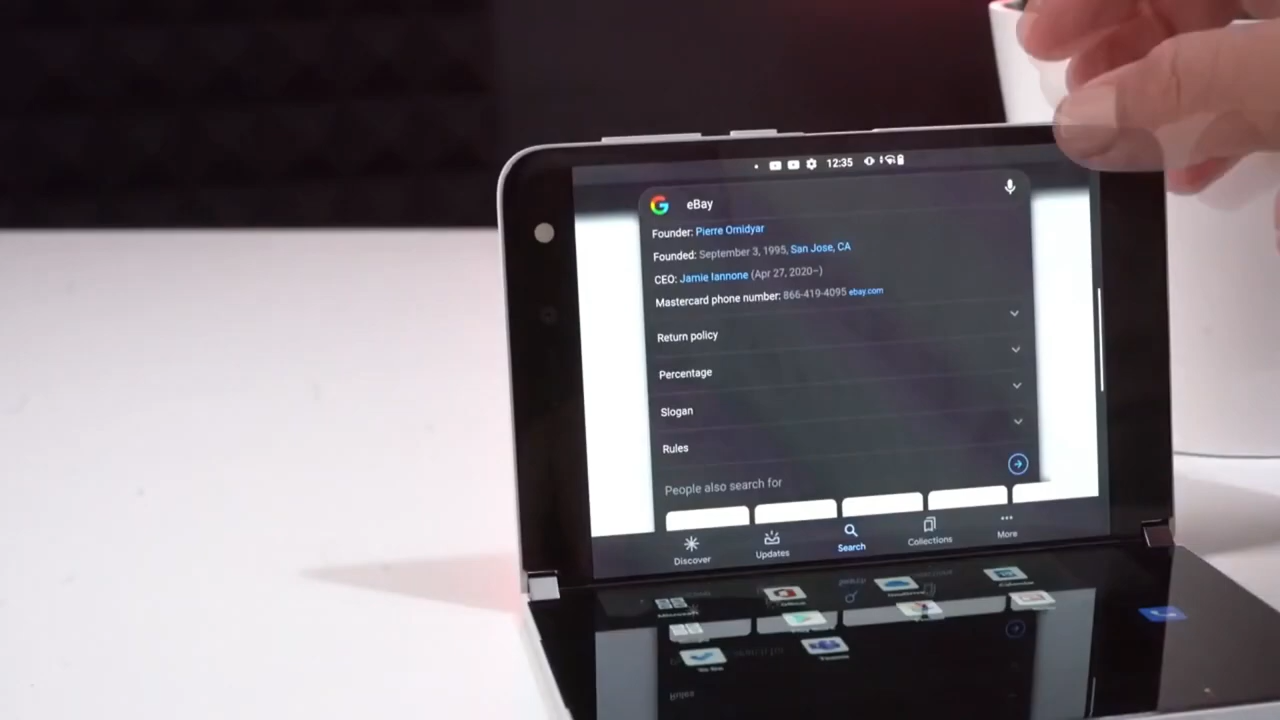 12:35
eBay
Founder: Pierre Omidyar
Founded: September 3, 1995, San Jose, CA
CEO: Jamie Iannone (Apr 27, 2020–)
Mastercard phone number: 866-419-4095 ebay.com
Return policy
Percentage
Slogan
Rules
People also search for
Discover
Updates
Search
Collections
More